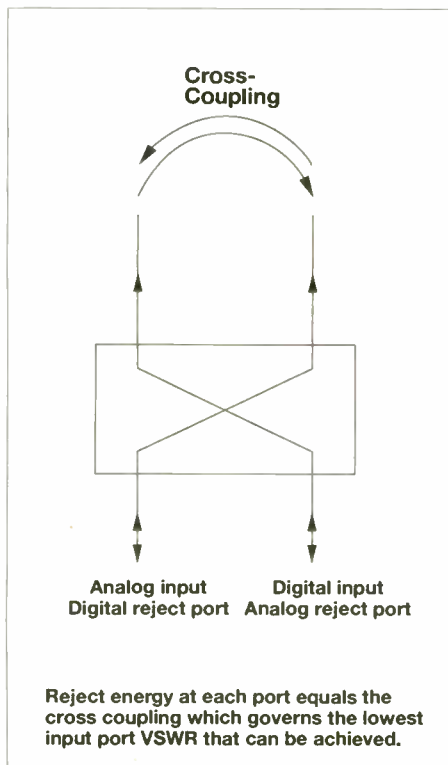 Cross-
Coupling
Analog input
Digital reject port
Digital input
Analog reject port
Reject energy at each port equals the
cross coupling which governs the lowest
input port VSWR that can be achieved.